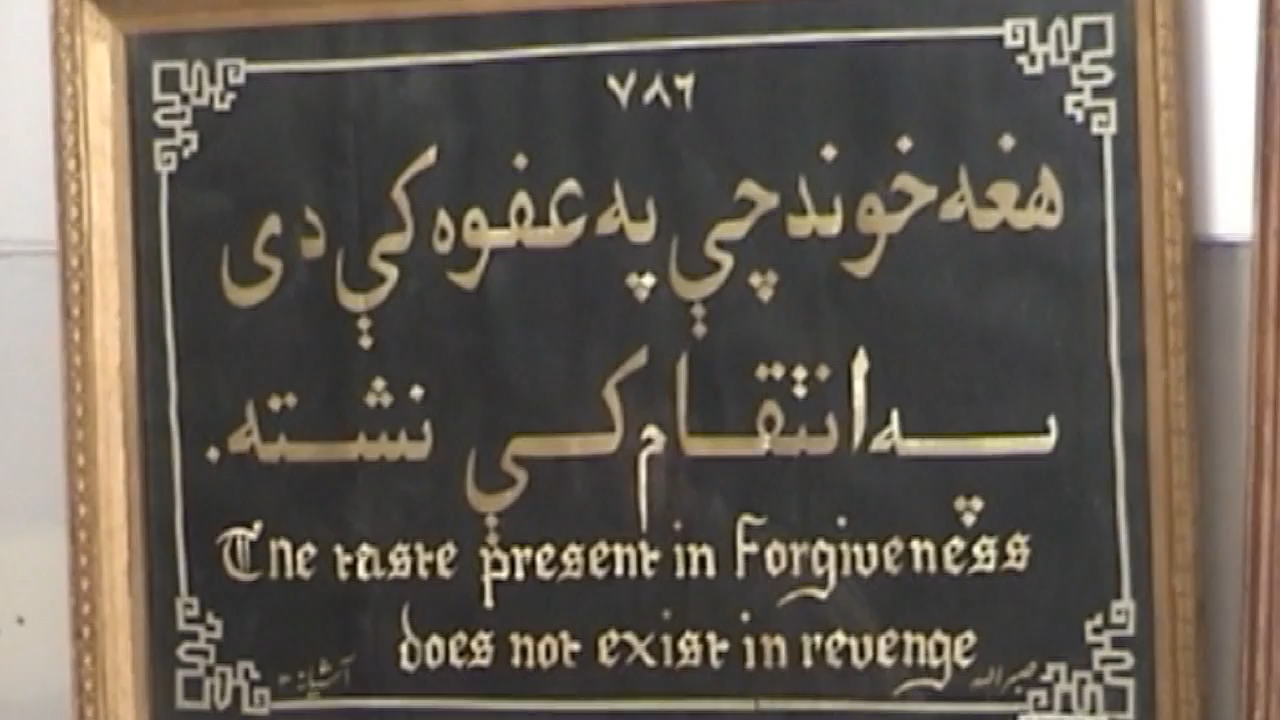 ۷۸۶
هغه خوند چې په عفوه کې دی
په انتقام کې نشته.
The taste present in Forgiveness
does not exist in revenge